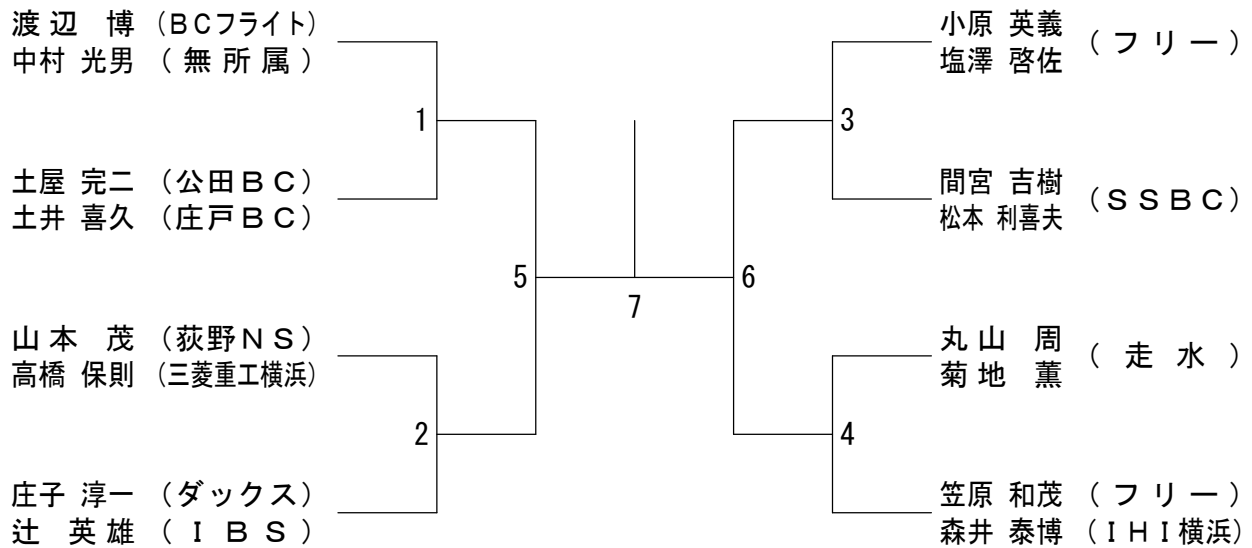 渡辺 博 (BCフライト)
中村 光男 (無所属)
1
土屋 完二 (公田BC)
土井 喜久 (庄戸BC)
5
山本 茂 (荻野NS)
高橋 保則 (三菱重工横浜)
2
庄子 淳一 (ダックス)
辻 英雄 (IBS)
7
小原 英義
塩澤 啓佐
(フリー)
3
間宮 吉樹
松本 利喜夫
(SSBC)
6
丸山 周
菊地 薫
(走水)
4
笠原 和茂 (フリー)
森井 泰博 (IHI横浜)